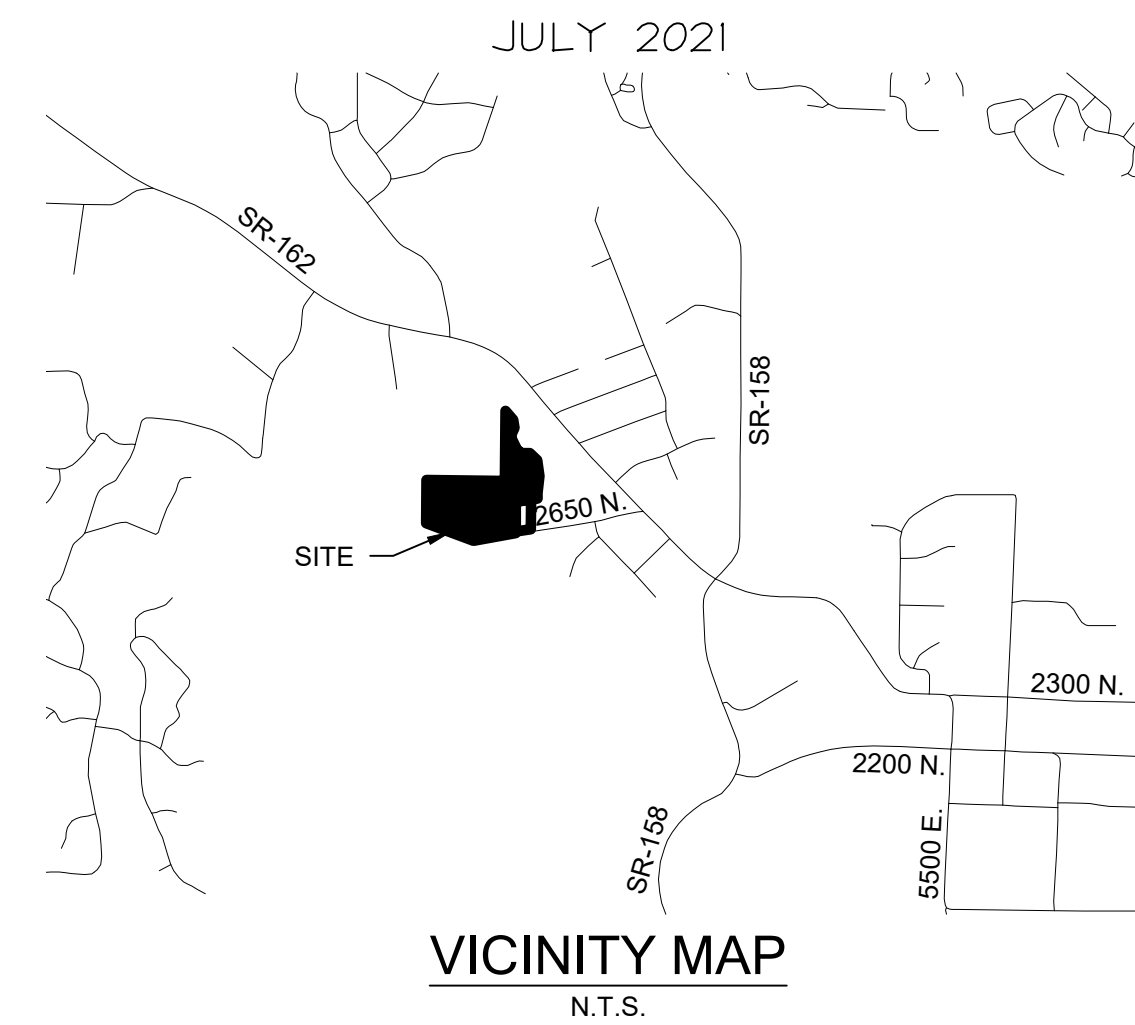 JULY 2021
SR-162
SR-158
2650 N.
SITE
2300 N.
2200 N.
5500 E.
SR-158
VICINITY MAP
N.T.S.